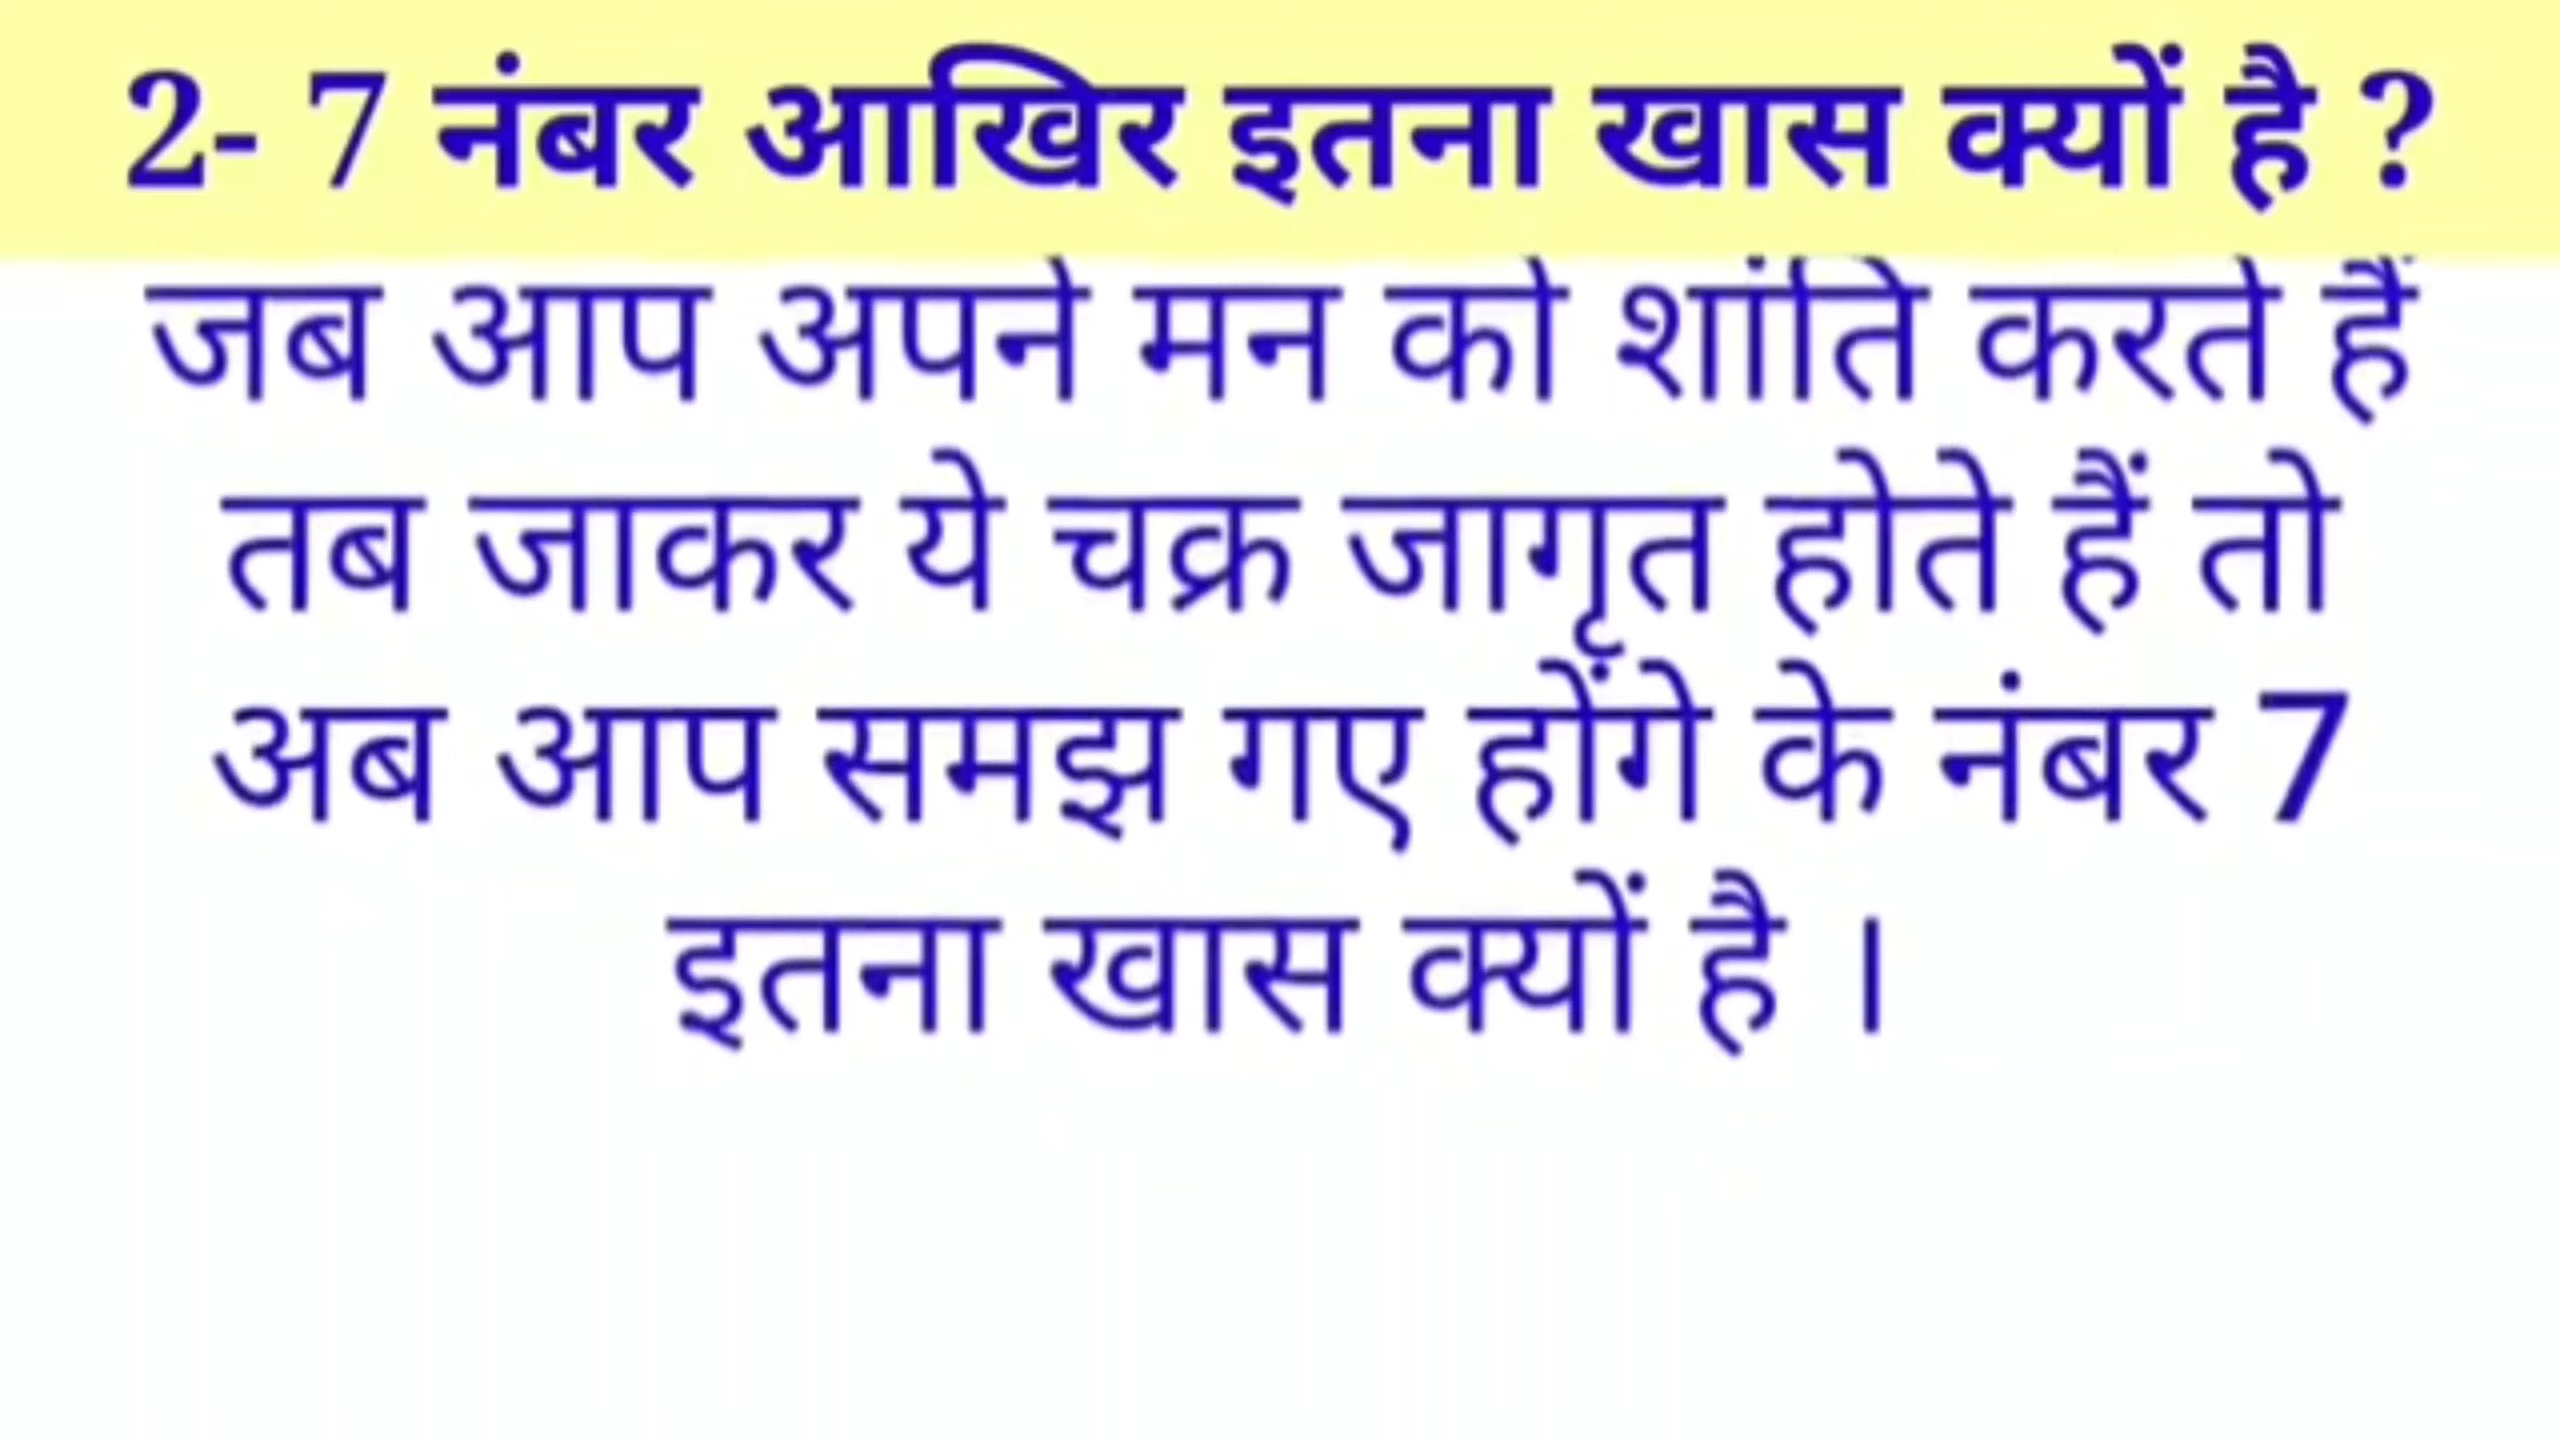 2- 7 नंबर आखिर इतना खास क्यों है ?
जब आप अपने मन को शांति करते हैं
तब जाकर ये चक्र जागृत होते हैं तो
अब आप समझ गए होंगे के नंबर 7
इतना खास क्यों है ।